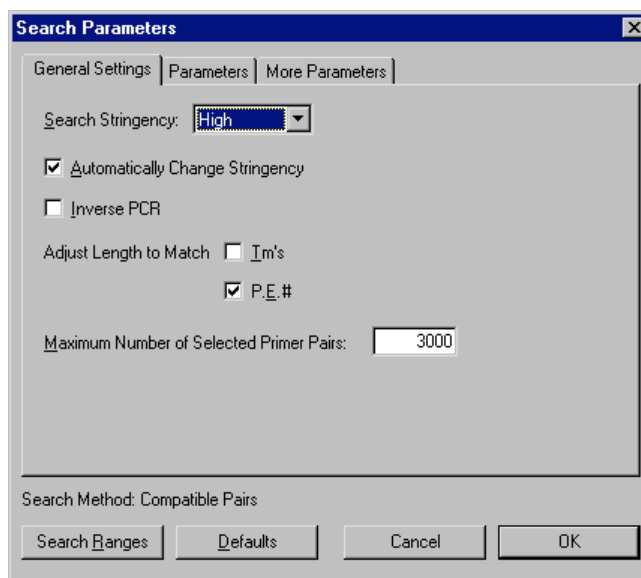 Search Parameters
General Settings Parameters More Parameters
Search Stringency: High
Automatically Change Stringency
Inverse PCR
Adjust Length to Match Tm's
P.E.#
Maximum Number of Selected Primer Pairs: 3000
Search Method: Compatible Pairs
Search Ranges Defaults Cancel OK